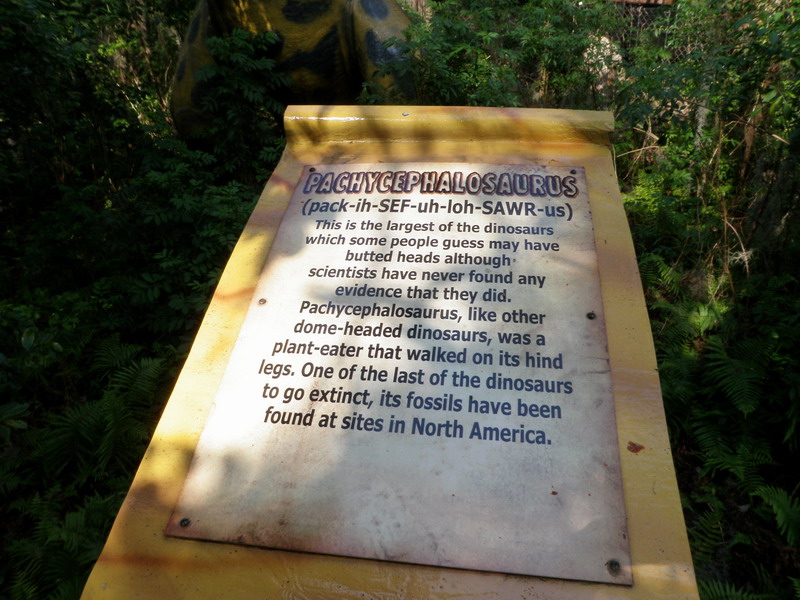 PACHYCEPHALOSAURUS
(pack-ih-SEF-uh-loh-SAWR-us)
This is the largest of the dinosaurs
which some people guess may have
butted heads although
scientists have never found any
evidence that they did.
Pachycephalosaurus, like other
dome-headed dinosaurs, was a
plant-eater that walked on its hind
legs. One of the last of the dinosaurs
to go extinct, its fossils have been
found at sites in North America.